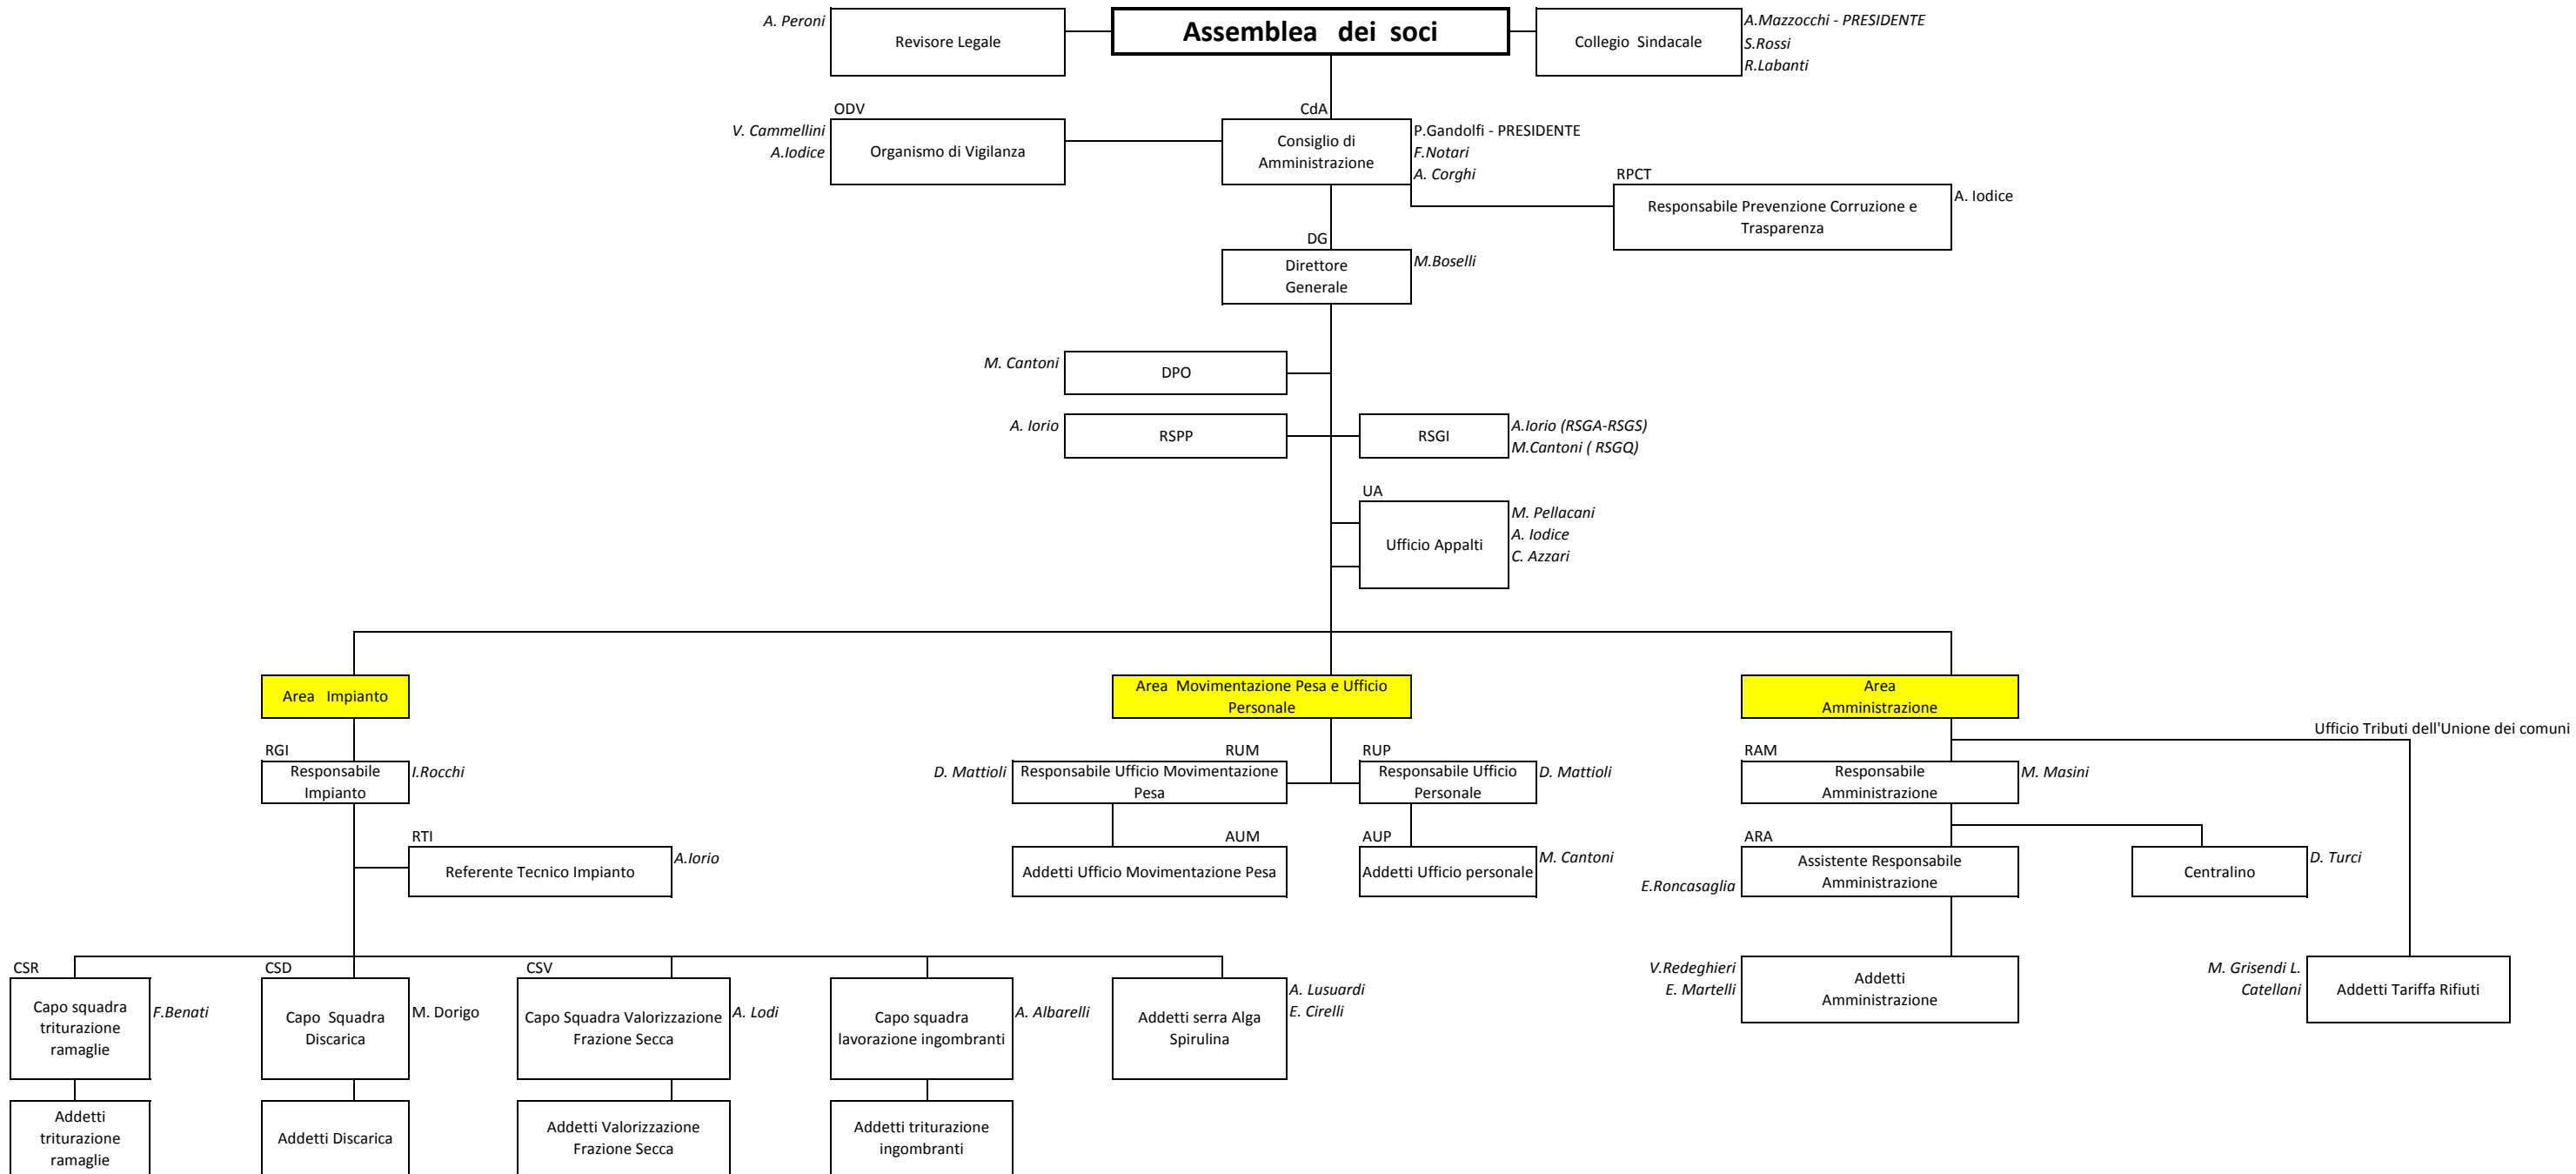 A. Peroni
Revisore Legale
Assemblea dei soci
Collegio Sindacale
A.Mazzocchi - PRESIDENTE
S.Rossi
R.Labanti
ODV
V. Cammellini
A.Iodice
Organismo di Vigilanza
CdA
Consiglio di
Amministrazione
P.Gandolfi - PRESIDENTE
F.Notari
A. Corghi
RPCT
Responsabile Prevenzione Corruzione e
Trasparenza
A. Iodice
DG
Direttore
Generale
M.Boselli
M. Cantoni
DPO
A. Iorio
RSPP
RSGI
A.Iorio (RSGA-RSGS)
M.Cantoni ( RSGQ)
UA
Ufficio Appalti
M. Pellacani
A. Iodice
C. Azzari
Area Impianto
Area Movimentazione Pesa e Ufficio
Personale
Area
Amministrazione
Ufficio Tributi dell'Unione dei comuni
RGI
Responsabile
Impianto
I.Rocchi
RUM
D. Mattioli
Responsabile Ufficio Movimentazione
Pesa
RUP
Responsabile Ufficio
Personale
D. Mattioli
RAM
Responsabile
Amministrazione
M. Masini
RTI
Referente Tecnico Impianto
A.Iorio
AUM
Addetti Ufficio Movimentazione Pesa
AUP
Addetti Ufficio personale
M. Cantoni
ARA
E.Roncasaglia
Assistente Responsabile
Amministrazione
Centralino
D. Turci
CSR
Capo squadra
triturazione
ramaglie
F.Benati
CSD
Capo Squadra
Discarica
M. Dorigo
CSV
Capo Squadra Valorizzazione
Frazione Secca
A. Lodi
Capo squadra
lavorazione ingombranti
A. Albarelli
Addetti serra Alga
Spirulina
A. Lusuardi
E. Cirelli
V.Redeghieri
E. Martelli
Addetti
Amministrazione
M. Grisendi L.
Catellani
Addetti Tariffa Rifiuti
Addetti
triturazione
ramaglie
Addetti Discarica
Addetti Valorizzazione
Frazione Secca
Addetti triturazione
ingombranti